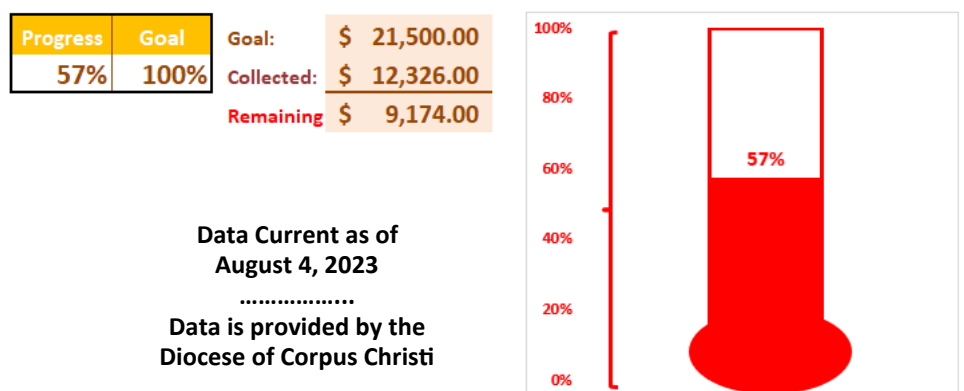 Progress Goal
57% 100%
Goal: $ 21,500.00
Collected: $ 12,326.00
Remaining $ 9,174.00
Data Current as of
August 4, 2023
……………...
Data is provided by the
Diocese of Corpus Christi
100%
80%
60%
40%
20%
0%
57%